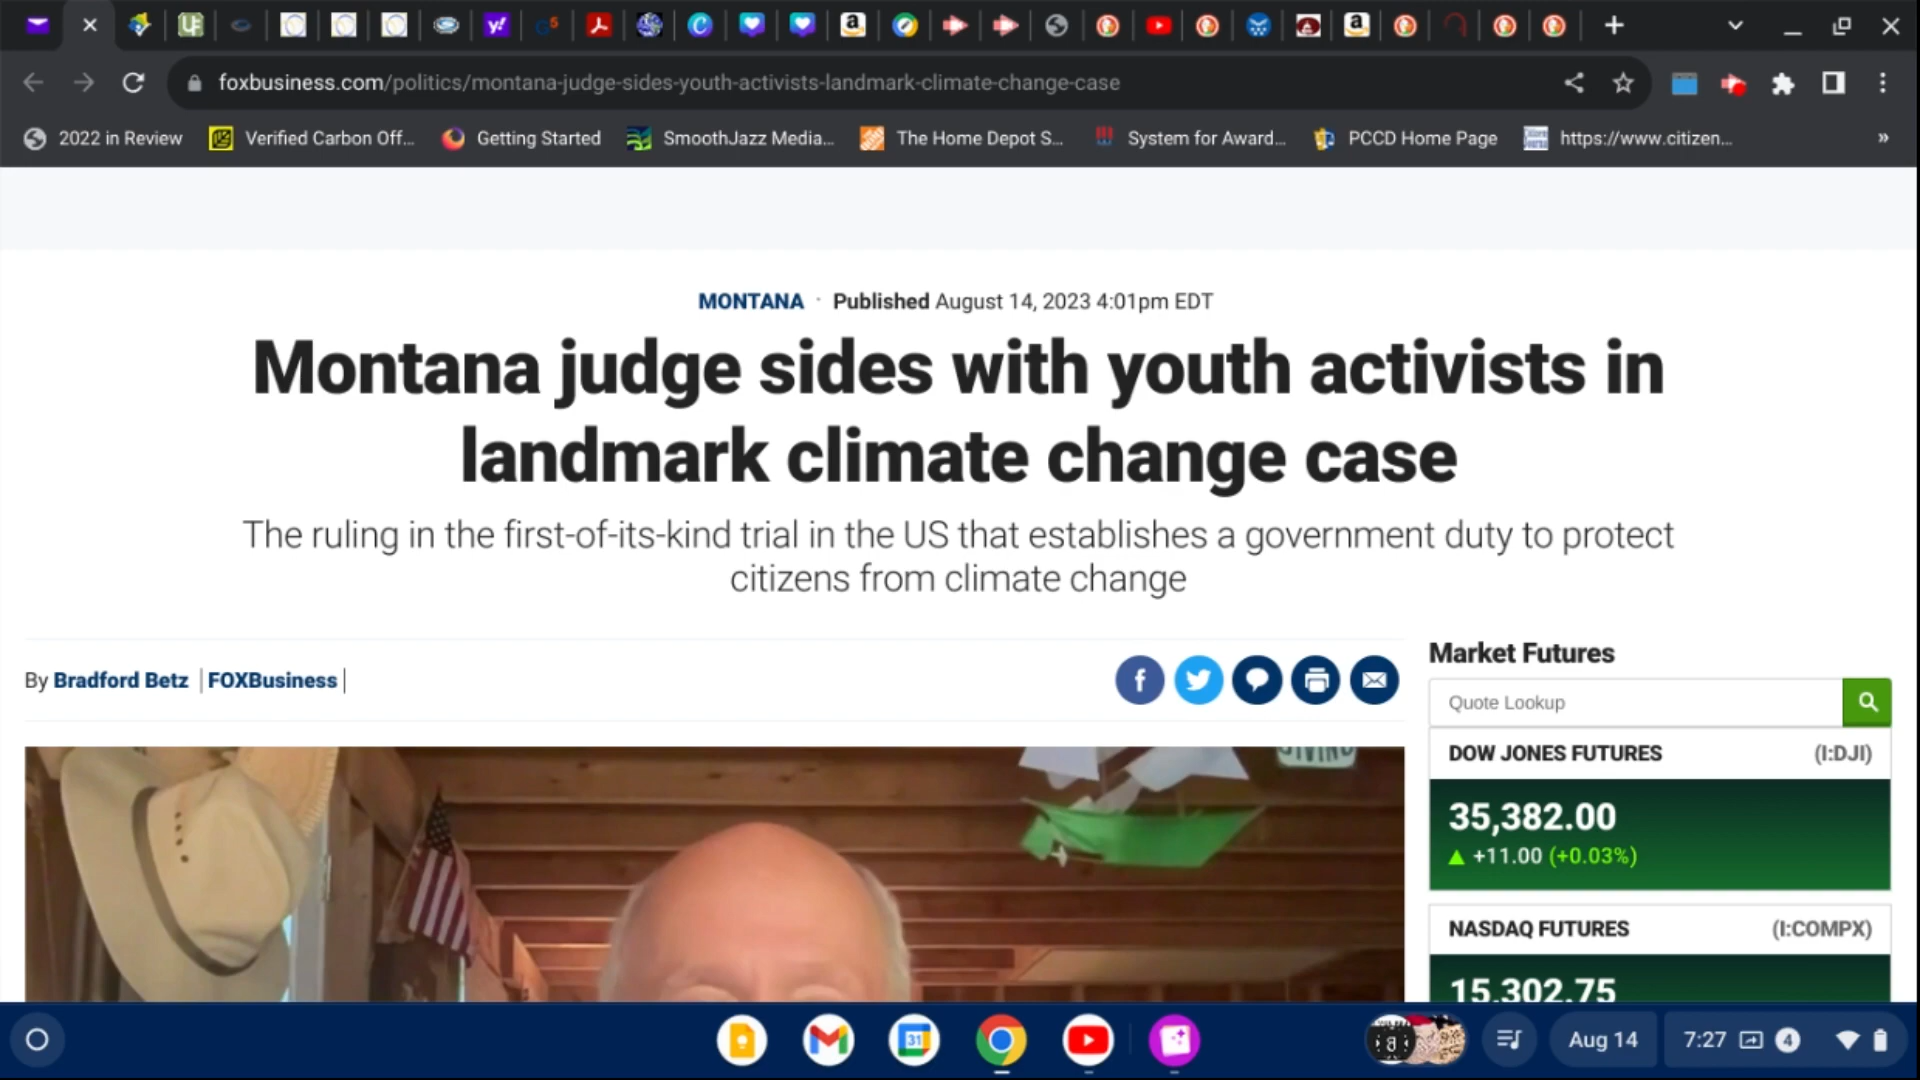 foxbusiness.com/politics/montana-judge-sides-youth-activists-landmark-climate-change-case
2022 in Review
Verified Carbon Off...
Getting Started
SmoothJazz Media...
The Home Depot S...
System for Award...
PCCD Home Page
https://www.citizen...
»
MONTANA · Published August 14, 2023 4:01pm EDT
Montana judge sides with youth activists in
landmark climate change case
The ruling in the first-of-its-kind trial in the US that establishes a government duty to protect
citizens from climate change
By Bradford Betz | FOXBusiness |
Market Futures
Quote Lookup
DOW JONES FUTURES (I:DJI)
35,382.00
+11.00 (+0.03%)
NASDAQ FUTURES (I:COMPX)
15,302.75
GIVING
31
Aug 14
7:27
4